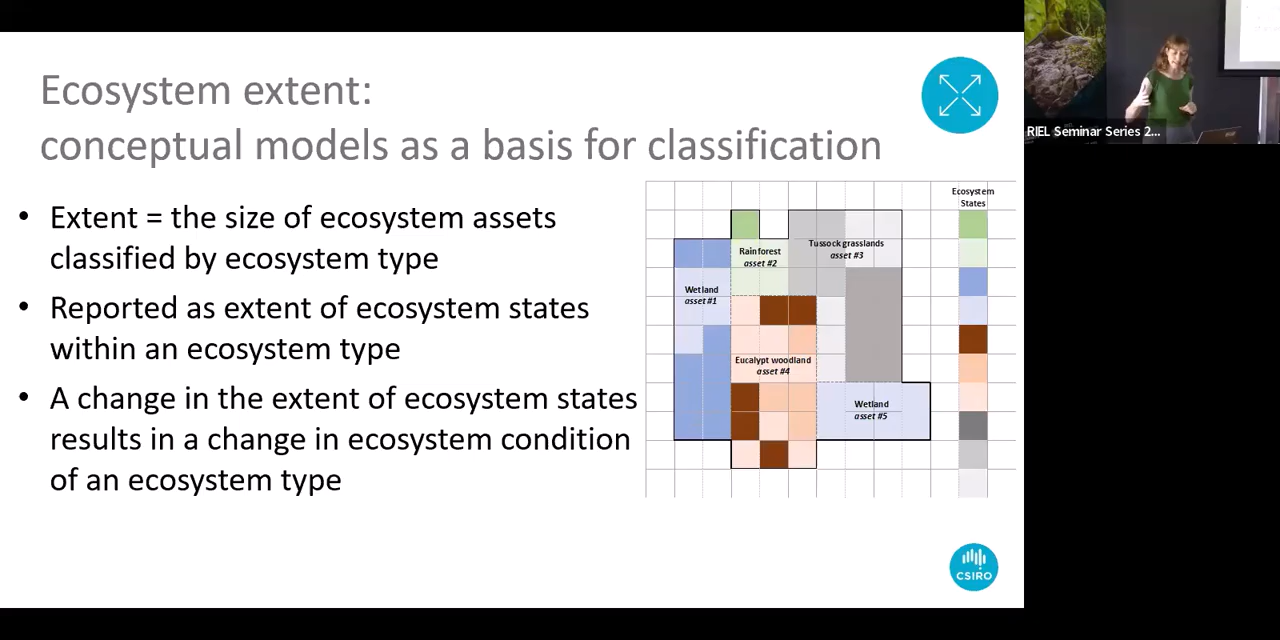 Ecosystem extent:
conceptual models as a basis for classification
• Extent = the size of ecosystem assets
classified by ecosystem type
• Reported as extent of ecosystem states
within an ecosystem type
• A change in the extent of ecosystem states
results in a change in ecosystem condition
of an ecosystem type
Ecosystem
States
Rainforest
asset #2
Tussock grasslands
asset #3
Wetland
asset #1
Eucalypt woodland
asset #4
Wetland
asset #5
CSIRO
RIEL Seminar Series 2...